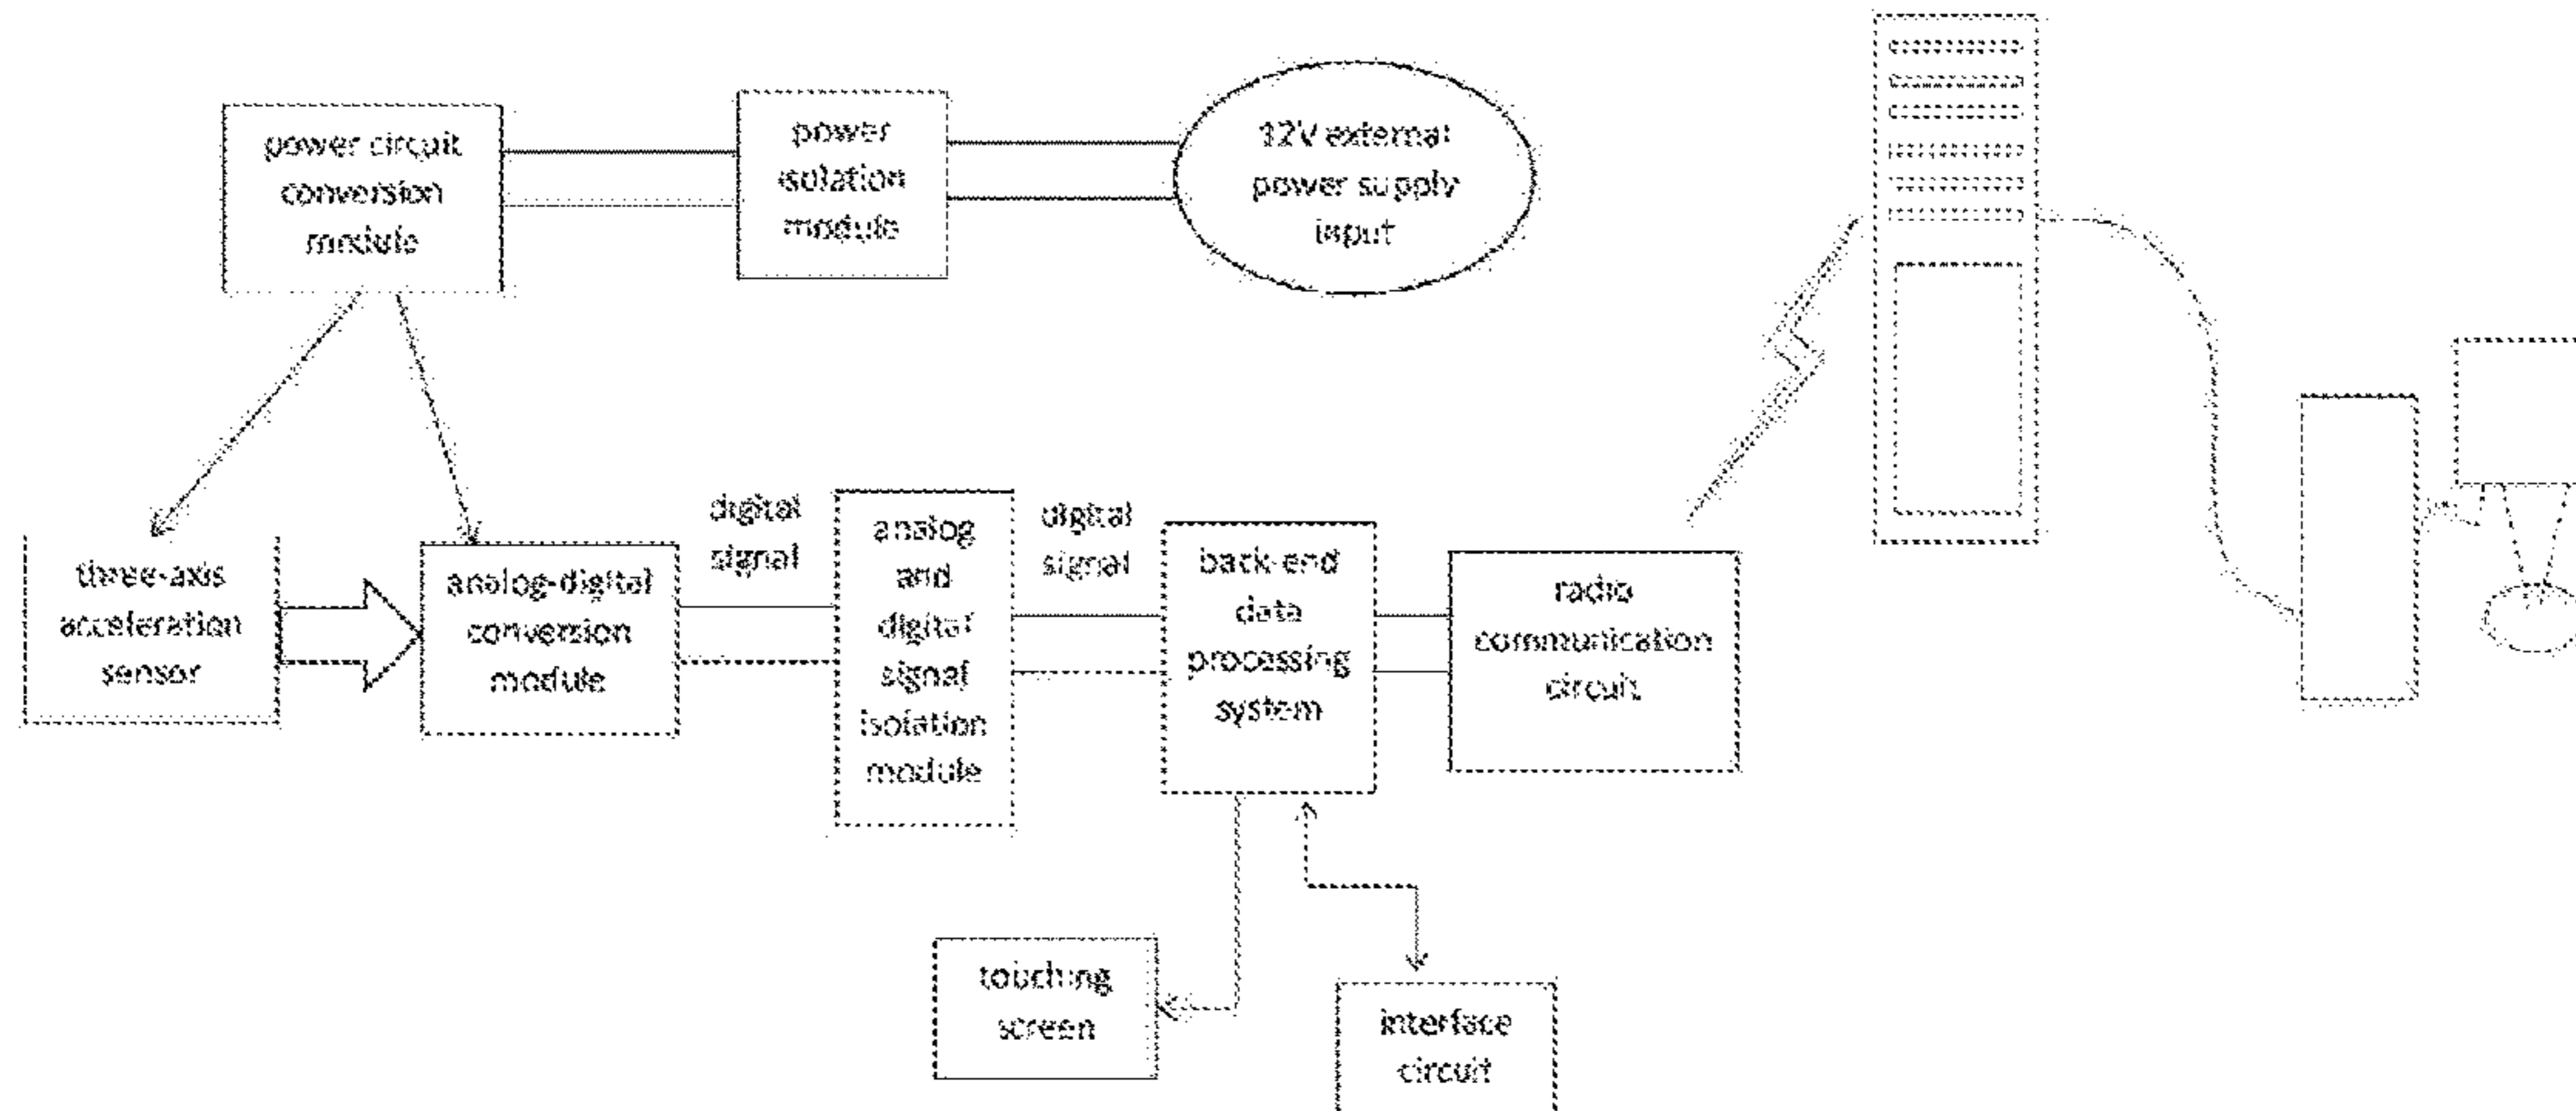 power circuit
conversion
module
power
isolation
module
12V external
power supply
input
three-axis
acceleration
sensor
analog-digital
conversion
module
digital
signal
analog
and
digital
signal
isolation
module
digital
signal
back-end
data
processing
system
radio
communication
circuit
touching
screen
interface
circuit